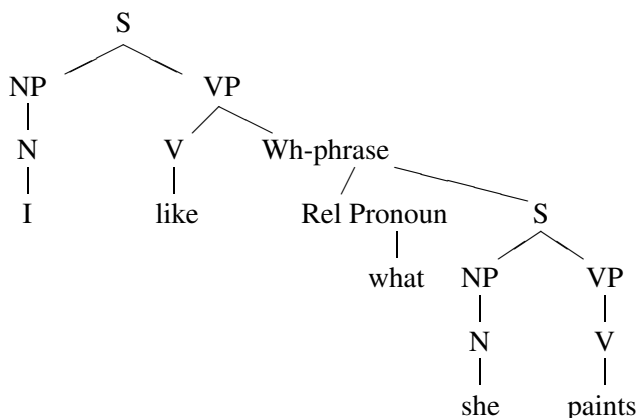 S
NP VP
N V Wh-phrase
I like Rel Pronoun S
what NP VP
N V
she paints